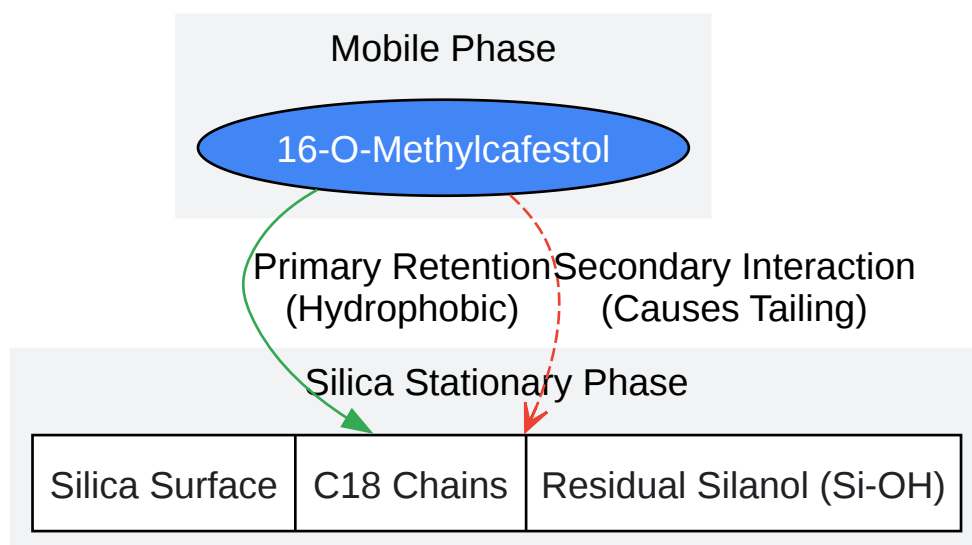 Mobile Phase
16-O-Methylcafestol
Primary Retention
(Hydrophobic)
Secondary Interaction
(Causes Tailing)
Silica Stationary Phase
Silica Surface
C18 Chains
Residual Silanol (Si-OH)